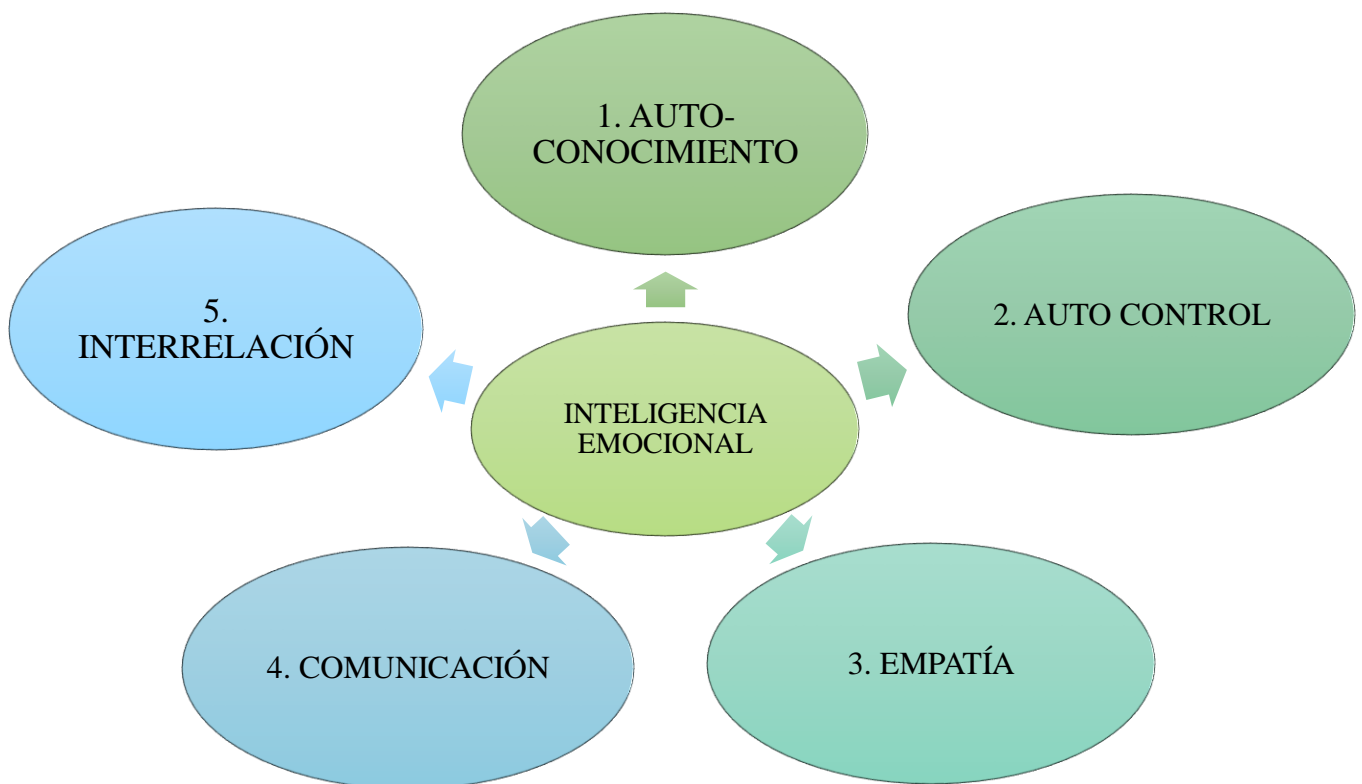 1. AUTO-
CONOCIMIENTO
2. AUTO CONTROL
3. EMPATÍA
4. COMUNICACIÓN
5.
INTERRELACIÓN
INTELIGENCIA
EMOCIONAL